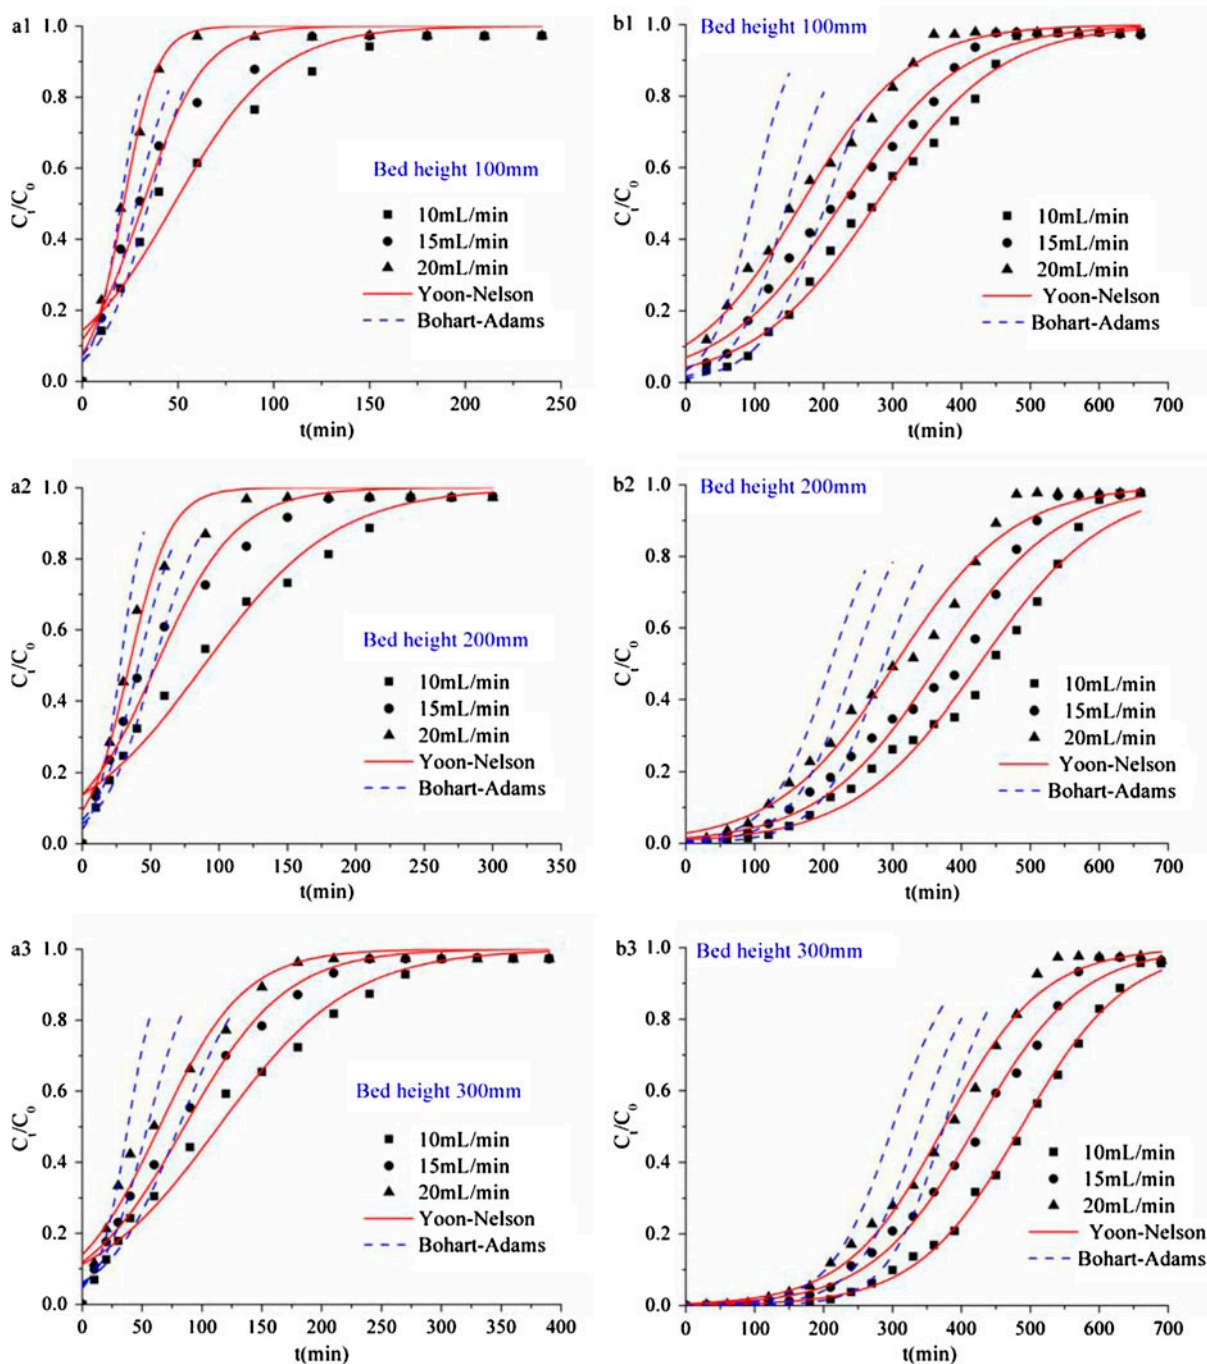 a1
1.0
0.8
0.6
0.4
0.2
0.0
Ct/C0
Bed height 100mm
10mL/min
15mL/min
20mL/min
Yoon-Nelson
Bohart-Adams
0 50 100 150 200 250
t(min)
b1
1.0
0.8
0.6
0.4
0.2
0.0
Ct/C0
Bed height 100mm
10mL/min
15mL/min
20mL/min
Yoon-Nelson
Bohart-Adams
0 100 200 300 400 500 600 700
t(min)
a2
1.0
0.8
0.6
0.4
0.2
0.0
Ct/C0
Bed height 200mm
10mL/min
15mL/min
20mL/min
Yoon-Nelson
Bohart-Adams
0 50 100 150 200 250 300 350
t(min)
b2
1.0
0.8
0.6
0.4
0.2
0.0
Ct/C0
Bed height 200mm
10mL/min
15mL/min
20mL/min
Yoon-Nelson
Bohart-Adams
0 100 200 300 400 500 600 700
t(min)
a3
1.0
0.8
0.6
0.4
0.2
0.0
Ct/C0
Bed height 300mm
10mL/min
15mL/min
20mL/min
Yoon-Nelson
Bohart-Adams
0 50 100 150 200 250 300 350 400
t(min)
b3
1.0
0.8
0.6
0.4
0.2
0.0
Ct/C0
Bed height 300mm
10mL/min
15mL/min
20mL/min
Yoon-Nelson
Bohart-Adams
0 100 200 300 400 500 600 700
t(min)